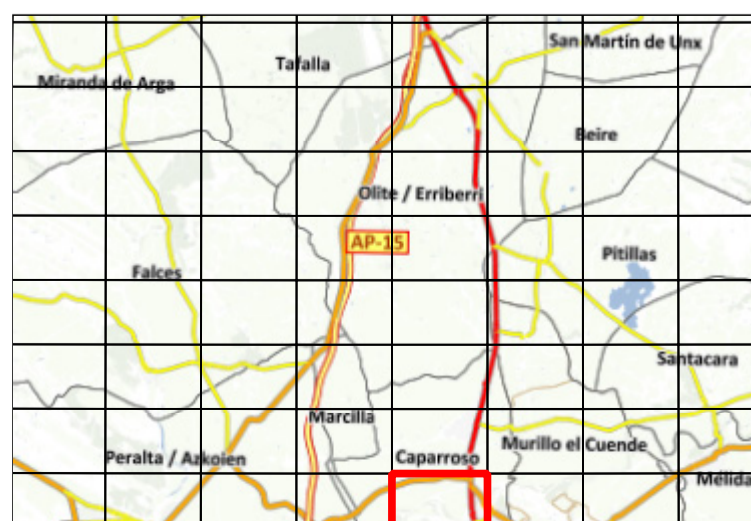 San Martín de Unx
Tafalla
Miranda de Arga
Beire
Olite / Erriberri
AP-15
Pitillas
Falces
Santacara
Marcilla
Murillo el Cuende
Caparroso
Peralta / Azkoien
Mélida